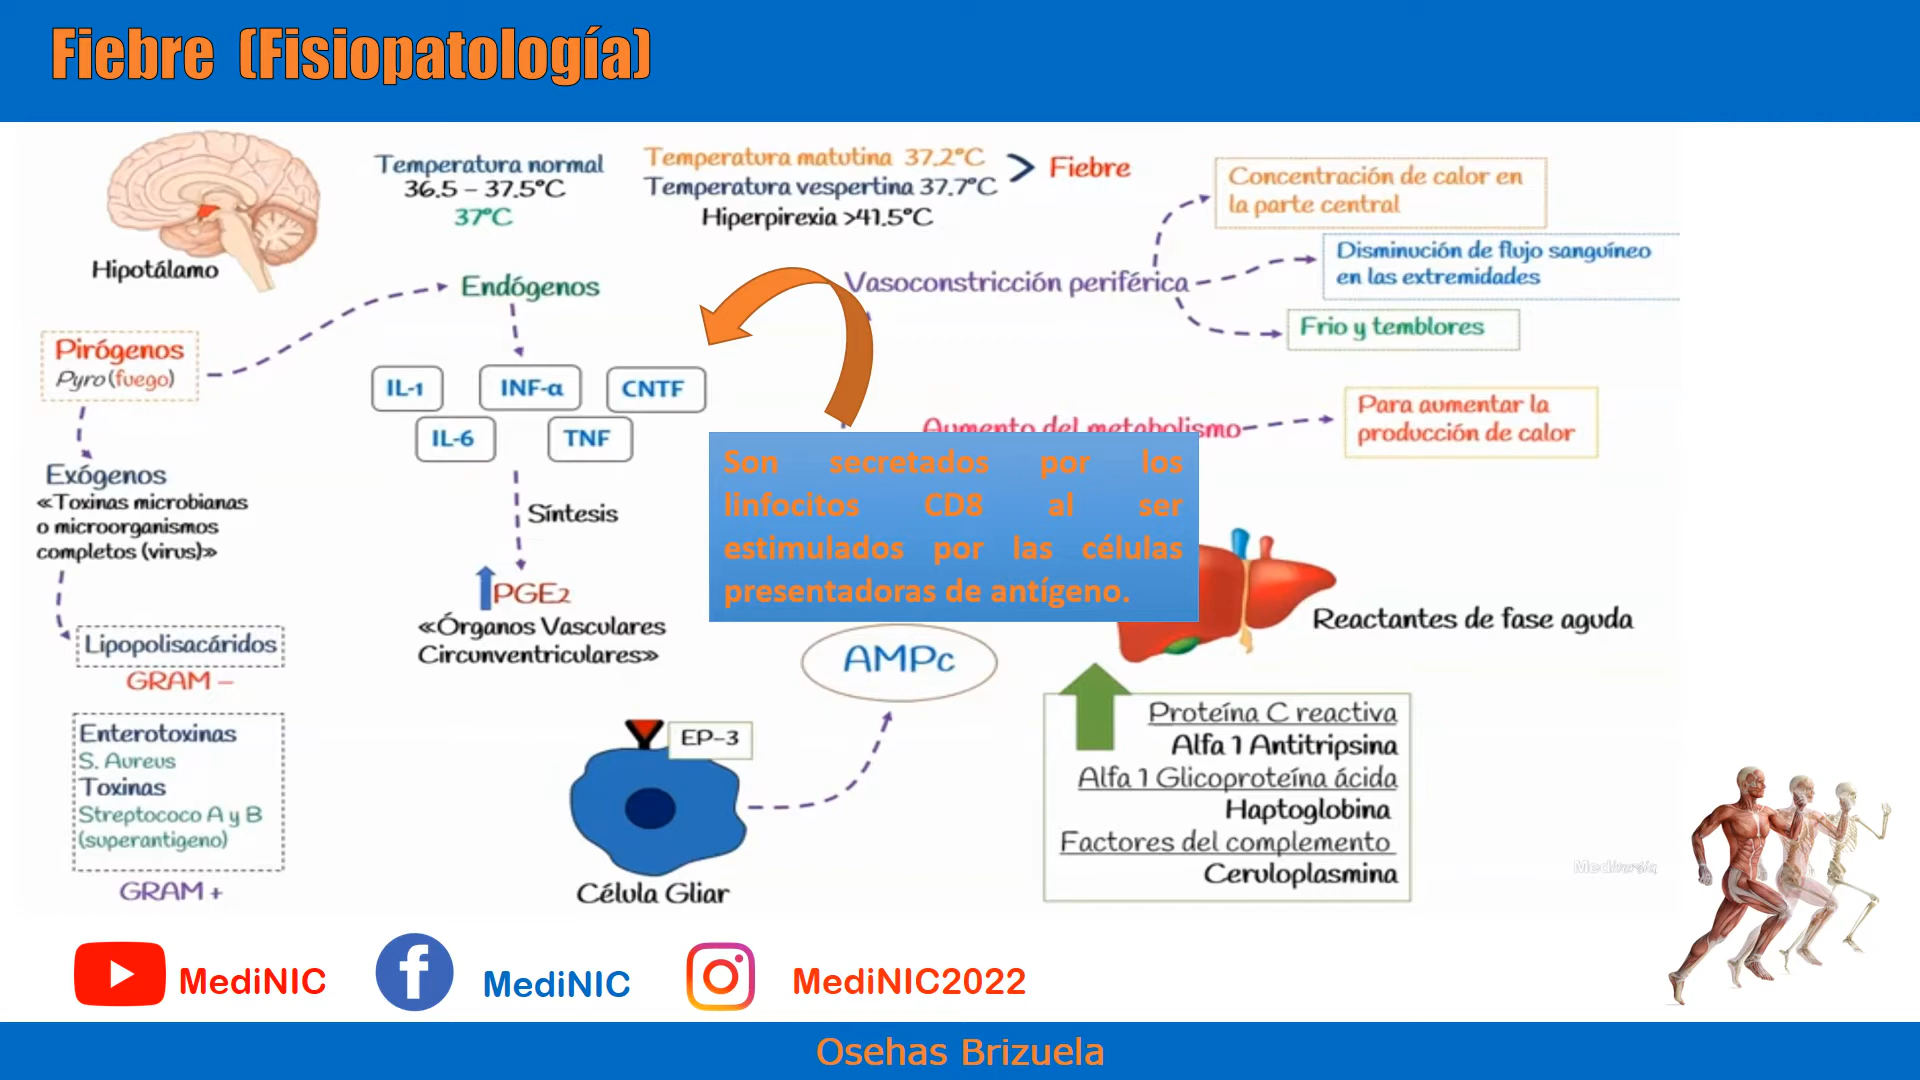 Fiebre (Fisiopatología)
Hipotálamo
Temperatura normal
36.5 – 37.5°C
37°C
Temperatura matutina 37.2°C
Temperatura vespertina 37.7°C
Hiperpirexia >41.5°C
> Fiebre
Concentración de calor en
la parte central
Vasoconstricción periférica
Disminución de flujo sanguíneo
en las extremidades
Frio y temblores
Pirógenos
Pyro (fuego)
Endógenos
IL-1
INF-α
CNTF
IL-6
TNF
Síntesis
PGE2
«Órganos Vasculares
Circunventriculares»
Exógenos
«Toxinas microbianas
o microorganismos
completos (virus)»
Lipopolisacáridos
GRAM –
Enterotoxinas
S. Aureus
Toxinas
Streptococo A y B
(superantigeno)
GRAM +
Aumento del metabolismo
Para aumentar la
producción de calor
Son secretados por los
linfocitos CD8 al ser
estimulados por las células
presentadoras de antígeno.
AMPc
EP-3
Célula Gliar
Reactantes de fase aguda
Proteína C reactiva
Alfa 1 Antitripsina
Alfa 1 Glicoproteína ácida
Haptoglobina
Factores del complemento
Ceruloplasmina
Mediversia
MediNIC
MediNIC
MediNIC2022
Osehas Brizuela